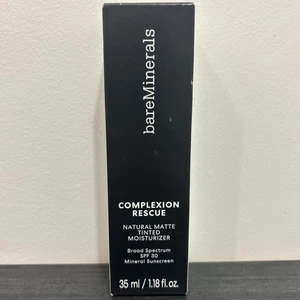 bareMinerals
COMPLEXION
RESCUE
NATURAL MATTE
TINTED
MOISTURIZER
Broad Spectrum
SPF 30
Mineral Sunscreen
35 ml / 1.18 fl.oz.